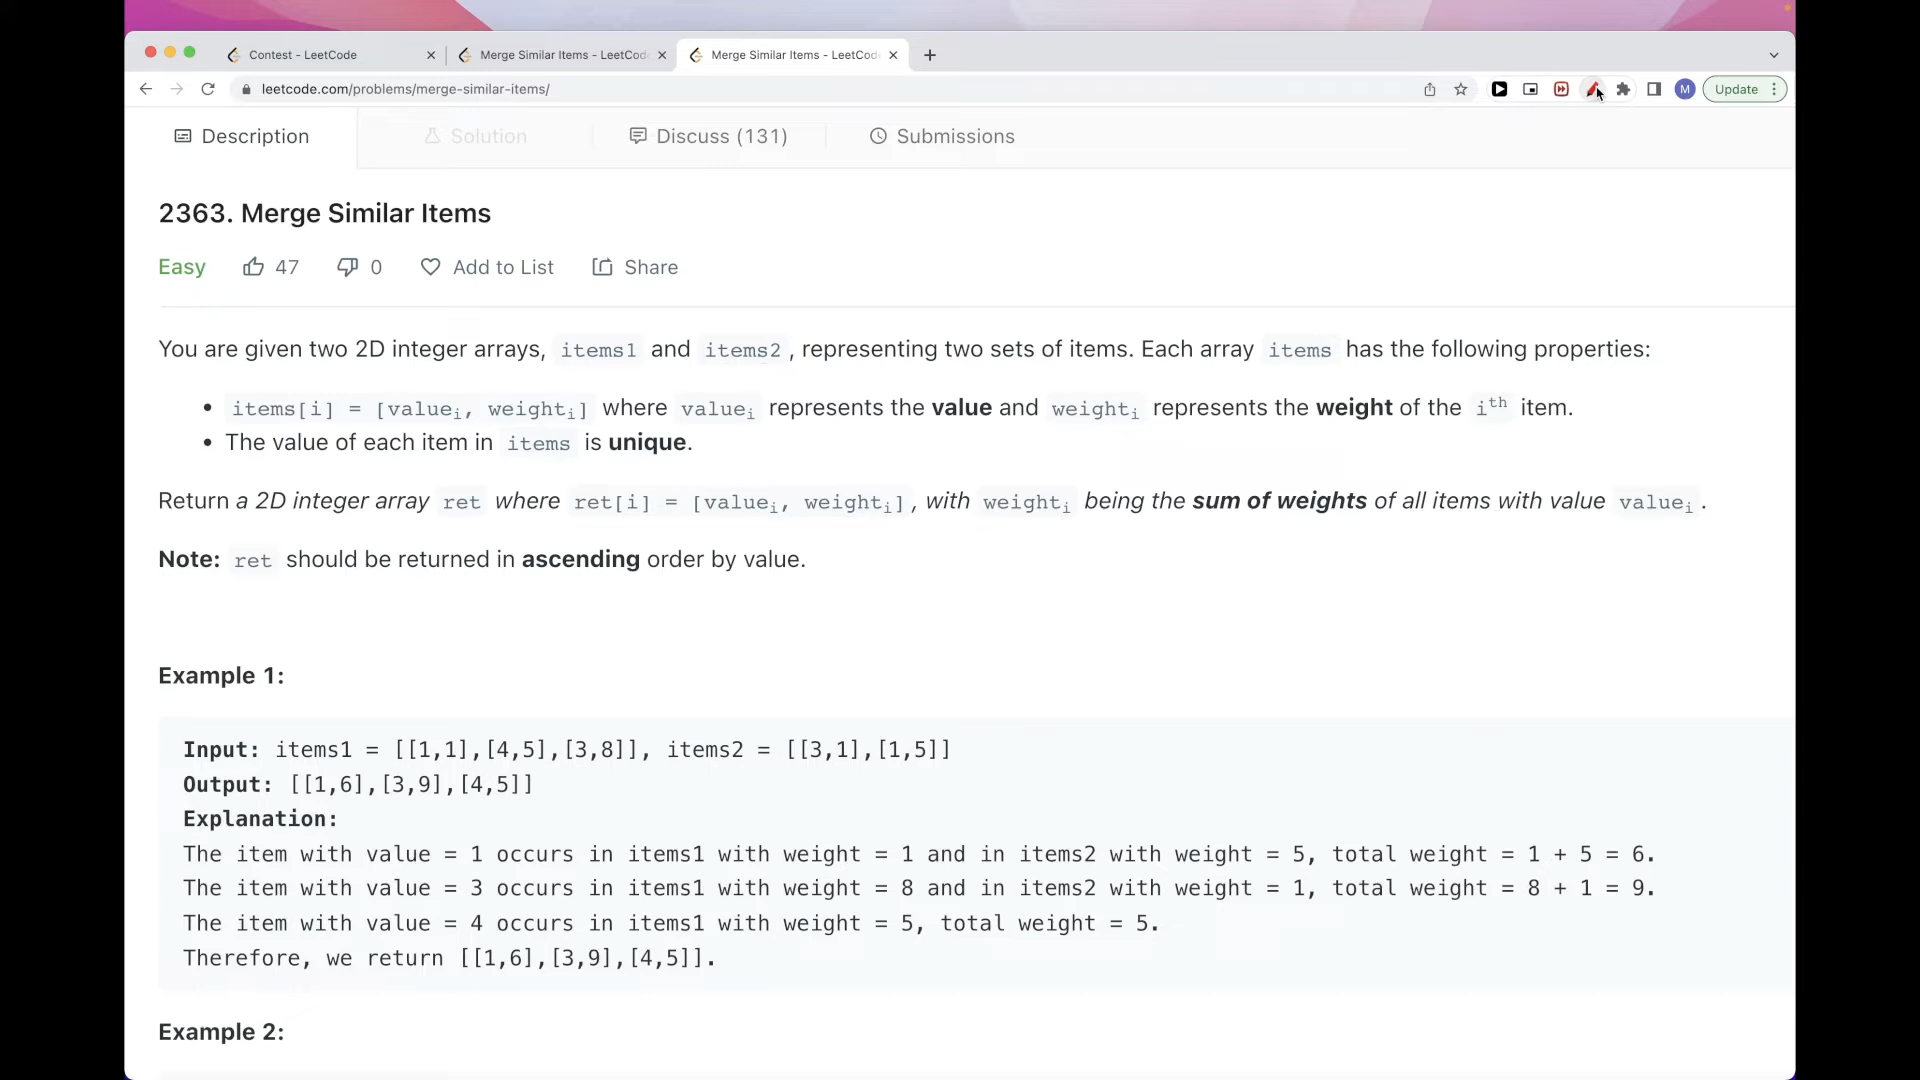 Contest - LeetCode
Merge Similar Items - LeetCod
Merge Similar Items - LeetCod
leetcode.com/problems/merge-similar-items/
M
Update
Description
Solution
Discuss (131)
Submissions
2363. Merge Similar Items
Easy 47 0 Add to List Share
You are given two 2D integer arrays, items1 and items2, representing two sets of items. Each array items has the following properties:
• items[i] = [valueᵢ, weightᵢ] where valueᵢ represents the value and weightᵢ represents the weight of the iᵗʰ item.
• The value of each item in items is unique.
Return a 2D integer array ret where ret[i] = [valueᵢ, weightᵢ], with weightᵢ being the sum of weights of all items with value valueᵢ.
Note: ret should be returned in ascending order by value.
Example 1:
Input: items1 = [[1,1],[4,5],[3,8]], items2 = [[3,1],[1,5]]
Output: [[1,6],[3,9],[4,5]]
Explanation:
The item with value = 1 occurs in items1 with weight = 1 and in items2 with weight = 5, total weight = 1 + 5 = 6.
The item with value = 3 occurs in items1 with weight = 8 and in items2 with weight = 1, total weight = 8 + 1 = 9.
The item with value = 4 occurs in items1 with weight = 5, total weight = 5.
Therefore, we return [[1,6],[3,9],[4,5]].
Example 2: